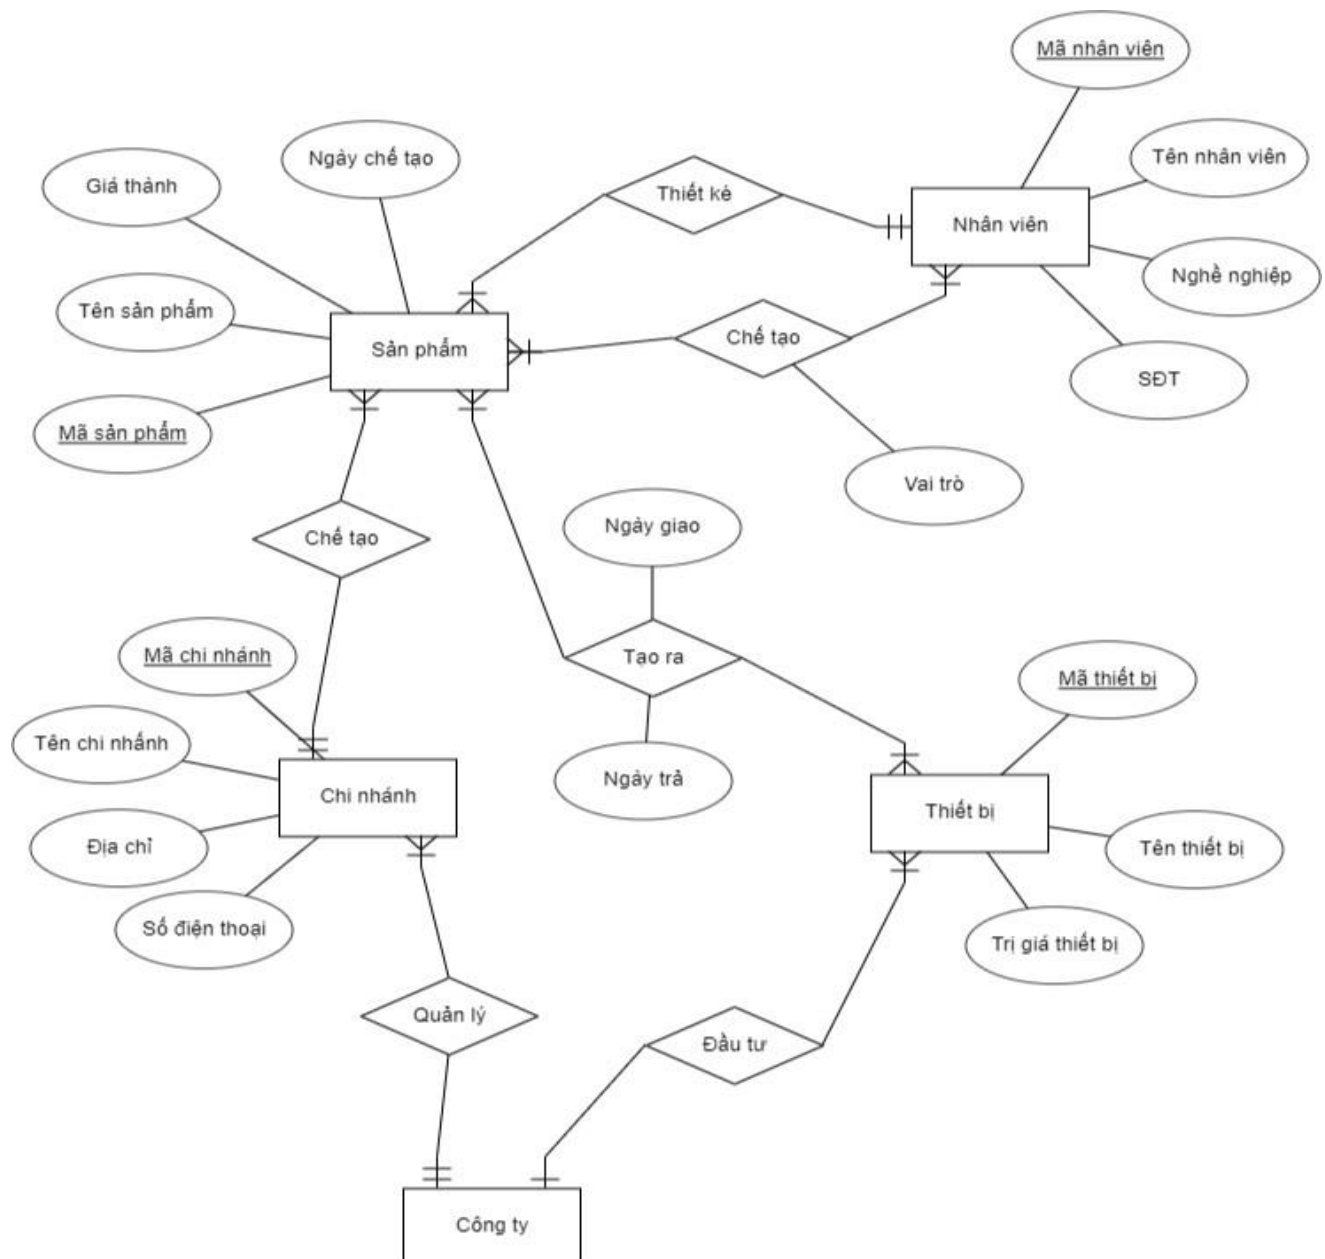 Mã nhân viên
Ngày chế tạo
Tên nhân viên
Giá thành
Thiết kẻ
Nhân viên
Nghề nghiệp
Tên sản phẩm
Sản phẩm
Chế tạo
SĐT
Mã sản phẩm
Vai trò
Ngày giao
Chế tạo
Mã chi nhánh
Tạo ra
Mã thiết bị
Tên chi nhấnh
Ngày trả
Chi nhánh
Thiết bị
Địa chỉ
Tên thiết bị
Số điện thoại
Trị giá thiết bị
Quản lý
Đầu tư
Công ty